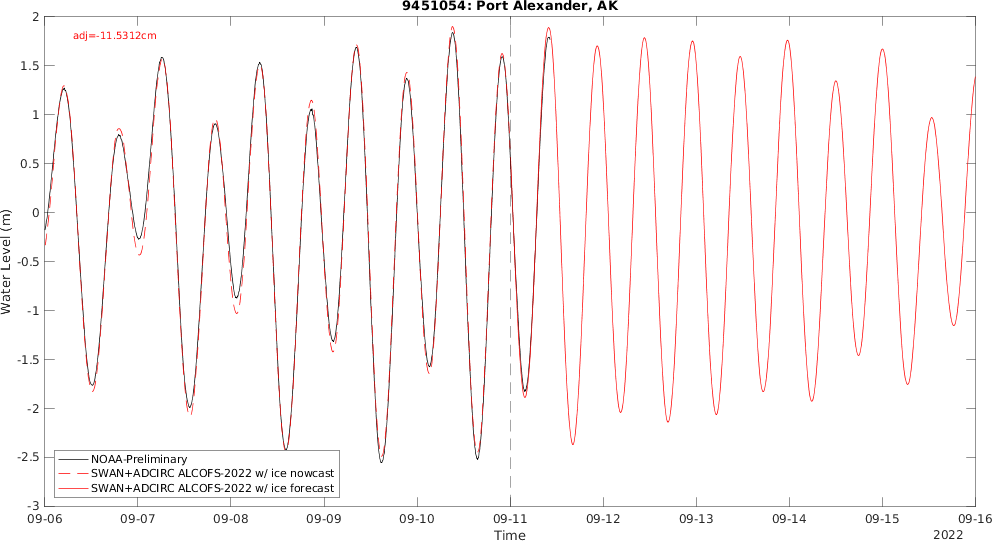 9451054: Port Alexander, AK
adj=-11.5312cm
Water Level (m)
2
1.5
1
0.5
0
-0.5
-1
-1.5
-2
-2.5
-3
NOAA-Preliminary
SWAN+ADCIRC ALCOFS-2022 w/ ice nowcast
SWAN+ADCIRC ALCOFS-2022 w/ ice forecast
09-06 09-07 09-08 09-09 09-10 09-11 09-12 09-13 09-14 09-15 09-16
Time
2022